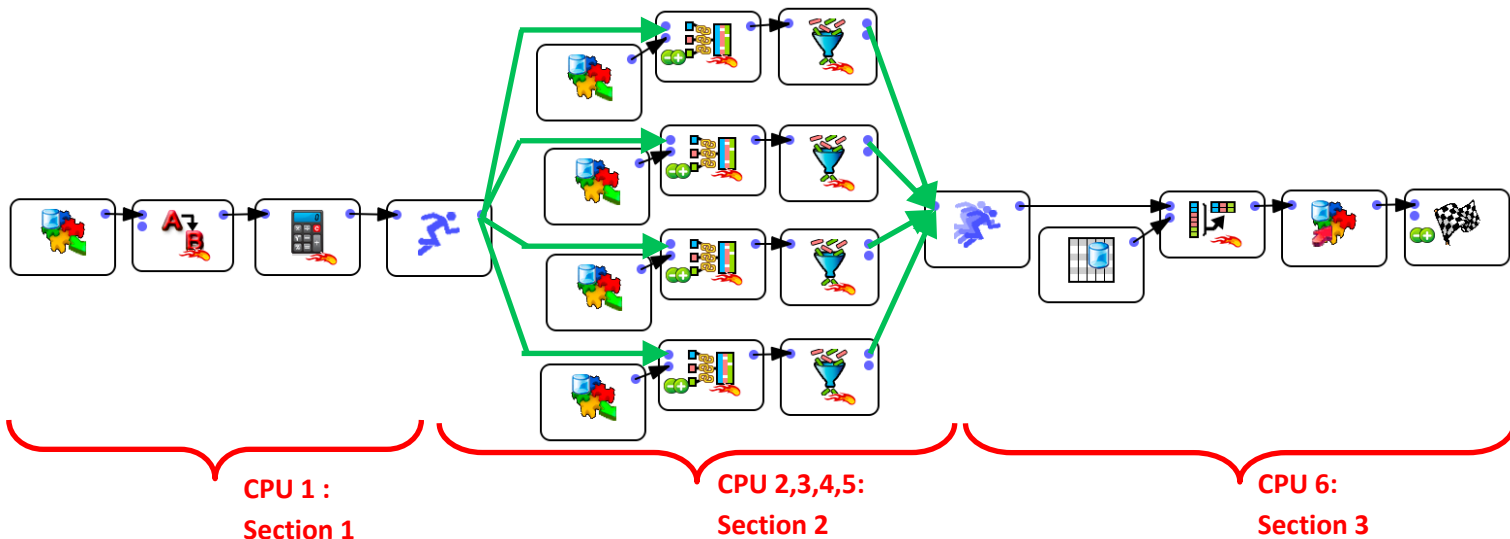 A
B
CPU 1 :
Section 1
CPU 2,3,4,5:
Section 2
CPU 6:
Section 3